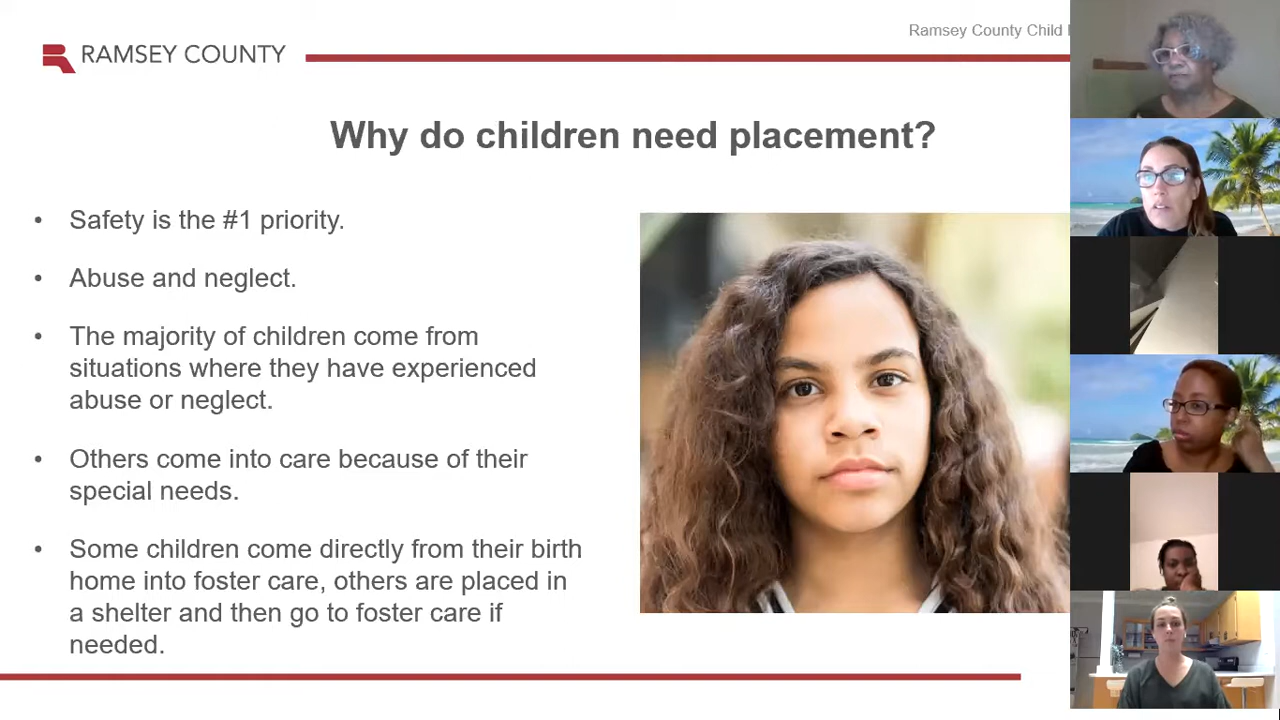 Ramsey County Child
RAMSEY COUNTY
Why do children need placement?
• Safety is the #1 priority.
• Abuse and neglect.
• The majority of children come from
situations where they have experienced
abuse or neglect.
• Others come into care because of their
special needs.
• Some children come directly from their birth
home into foster care, others are placed in
a shelter and then go to foster care if
needed.